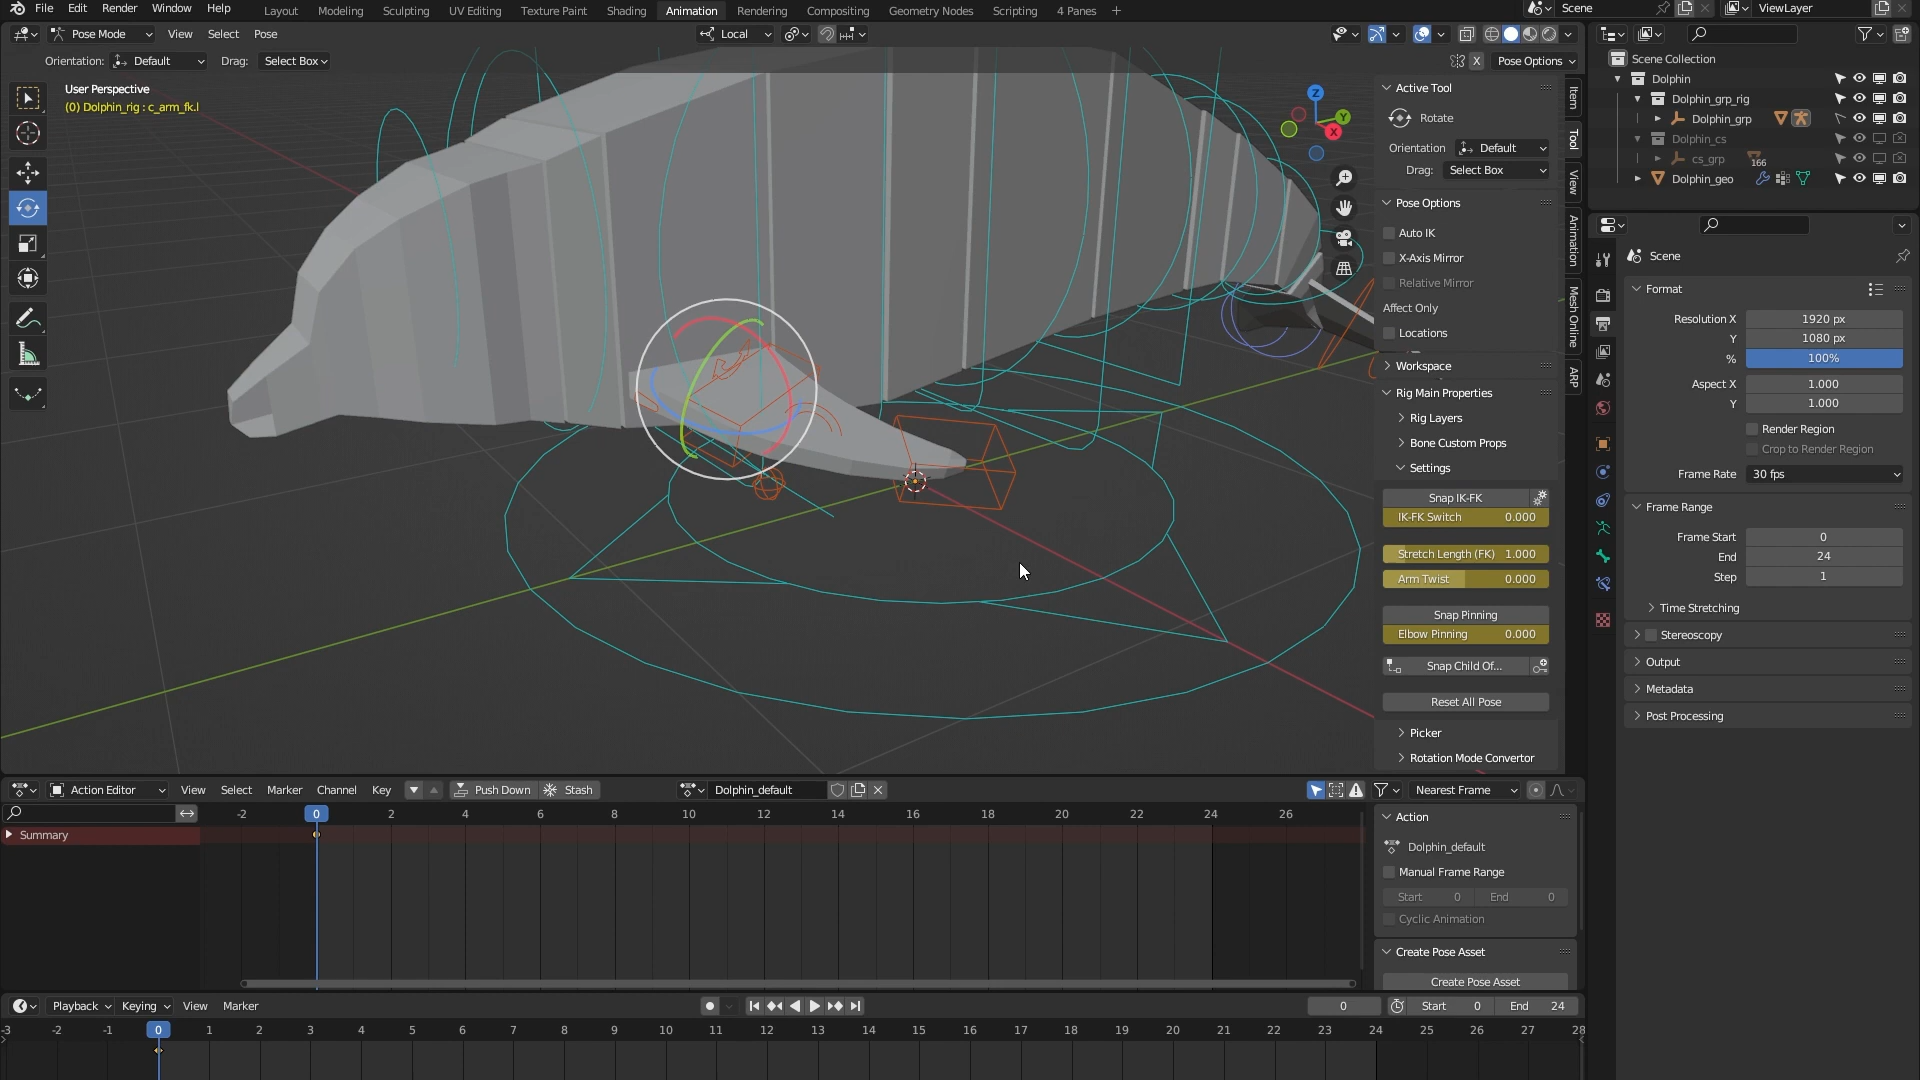 File Edit Render Window Help Layout Modeling Sculpting UV Editing Texture Paint Shading Animation Rendering Compositing Geometry Nodes Scripting 4 Panes + Scene ViewLayer
Pose Mode View Select Pose Local
Orientation: Default Drag: Select Box X Pose Options
User Perspective
(0) Dolphin_rig : c_arm_fk.l
Z
Y
X
Active Tool
Rotate
Orientation Default
Drag: Select Box
Pose Options
Auto IK
X-Axis Mirror
Relative Mirror
Affect Only
Locations
Workspace
Rig Main Properties
Rig Layers
Bone Custom Props
Settings
Snap IK-FK
IK-FK Switch 0.000
Stretch Length (FK) 1.000
Arm Twist 0.000
Snap Pinning
Elbow Pinning 0.000
Snap Child Of...
Reset All Pose
Picker
Rotation Mode Convertor
Item
Tool
View
Animation
Mesh Online
ARP
Scene Collection
Dolphin
Dolphin_grp_rig
Dolphin_grp
Dolphin_cs
cs_grp 166
Dolphin_geo
Scene
Format
Resolution X 1920 px
Y 1080 px
% 100%
Aspect X 1.000
Y 1.000
Render Region
Crop to Render Region
Frame Rate 30 fps
Frame Range
Frame Start 0
End 24
Step 1
Time Stretching
Stereoscopy
Output
Metadata
Post Processing
Action Editor View Select Marker Channel Key Push Down Stash Dolphin_default Nearest Frame
-2 0 2 4 6 8 10 12 14 16 18 20 22 24 26
Summary
Action
Dolphin_default
Manual Frame Range
Start 0 End 0
Cyclic Animation
Create Pose Asset
Create Pose Asset
Playback Keying View Marker 0 Start 0 End 24
-3 -2 -1 0 1 2 3 4 5 6 7 8 9 10 11 12 13 14 15 16 17 18 19 20 21 22 23 24 25 26 27 28